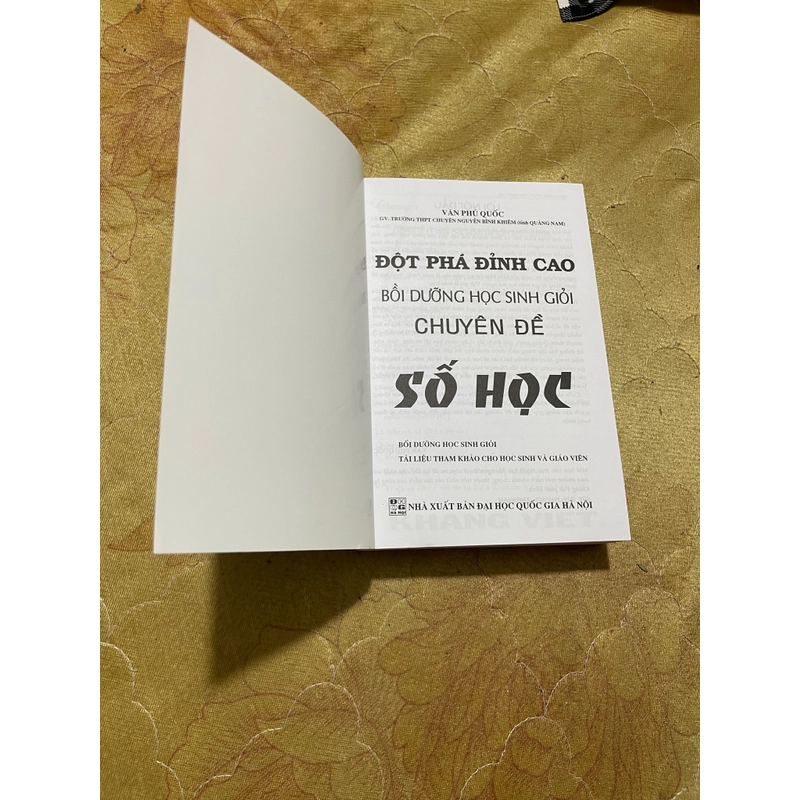 VĂN PHÚ QUỐC
GV. TRƯỜNG THPT CHUYÊN NGUYỄN BỈNH KHIÊM (tỉnh QUẢNG NAM)
ĐỘT PHÁ ĐỈNH CAO
BỒI DƯỠNG HỌC SINH GIỎI
CHUYÊN ĐỀ
SỐ HỌC
BỒI DƯỠNG HỌC SINH GIỎI
TÀI LIỆU THAM KHẢO CHO HỌC SINH VÀ GIÁO VIÊN
NHÀ XUẤT BẢN ĐẠI HỌC QUỐC GIA HÀ NỘI
KHANG VIET